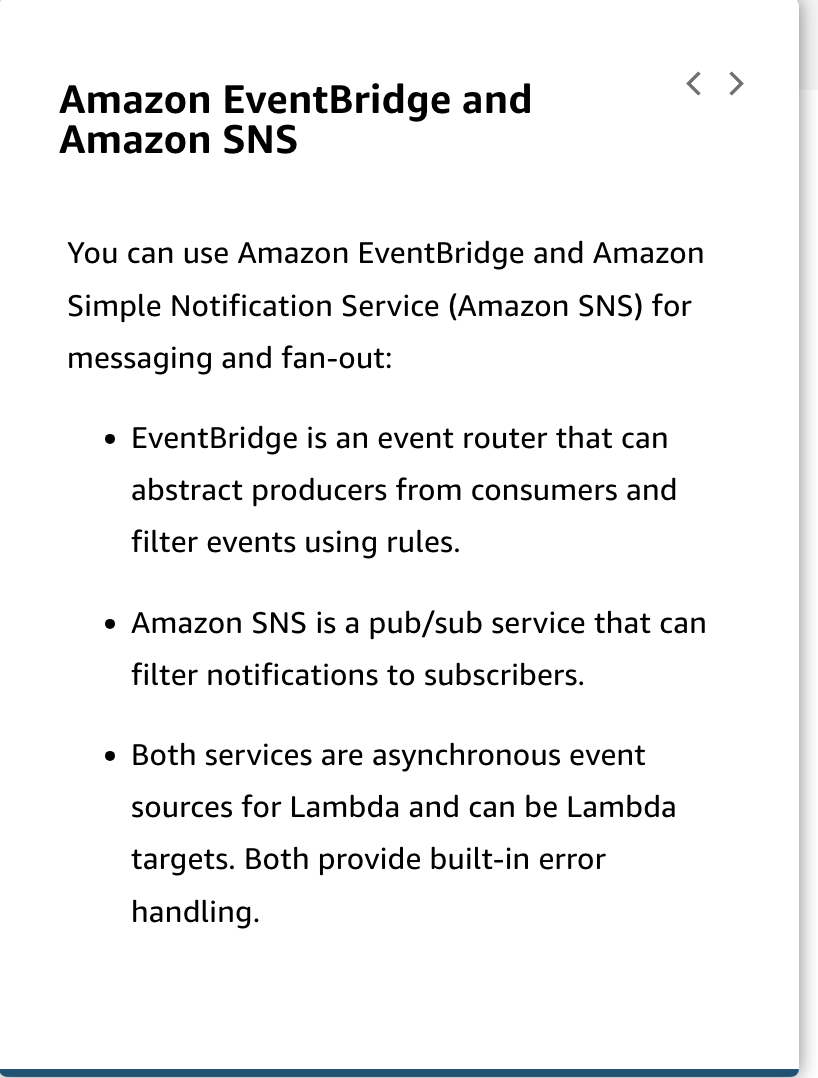 Amazon EventBridge and
Amazon SNS
You can use Amazon EventBridge and Amazon
Simple Notification Service (Amazon SNS) for
messaging and fan-out:
• EventBridge is an event router that can
abstract producers from consumers and
filter events using rules.
• Amazon SNS is a pub/sub service that can
filter notifications to subscribers.
• Both services are asynchronous event
sources for Lambda and can be Lambda
targets. Both provide built-in error
handling.